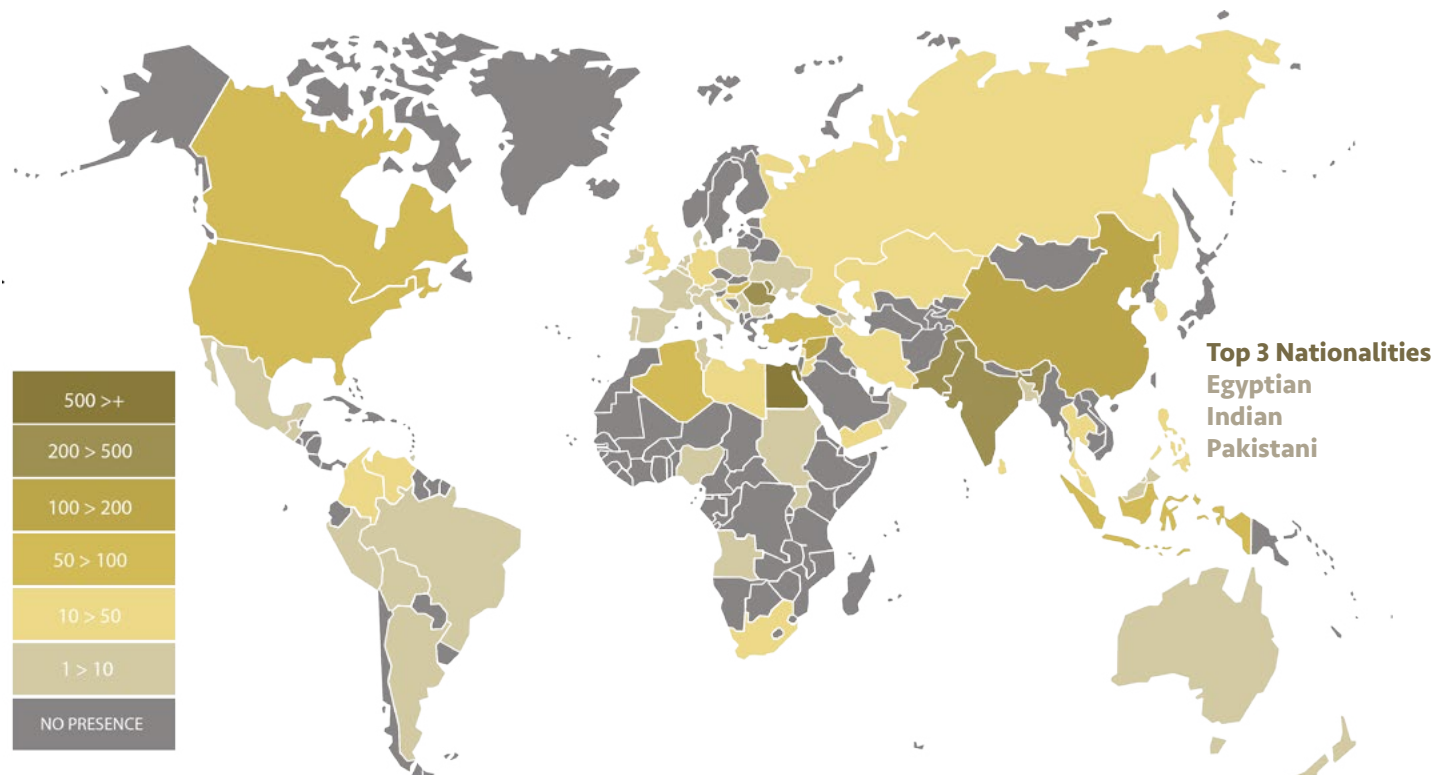 500 >+
200 > 500
100 > 200
50 > 100
10 > 50
1 > 10
NO PRESENCE
Top 3 Nationalities
Egyptian
Indian
Pakistani